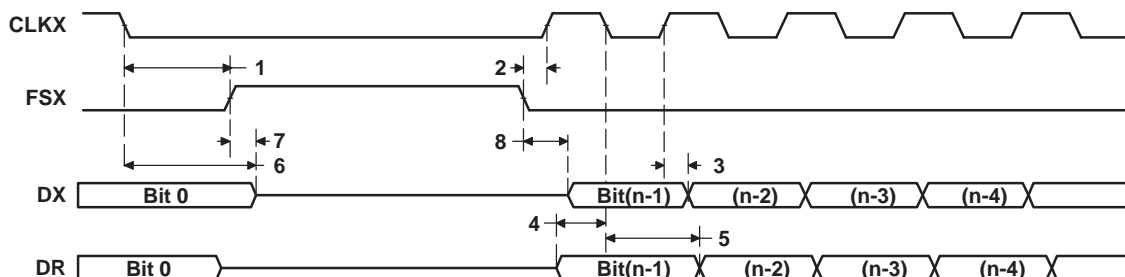 CLKX
1 2
FSX
7 8
6 3
DX Bit 0 Bit(n-1) (n-2) (n-3) (n-4)
4 5
DR Bit 0 Bit(n-1) (n-2) (n-3) (n-4)